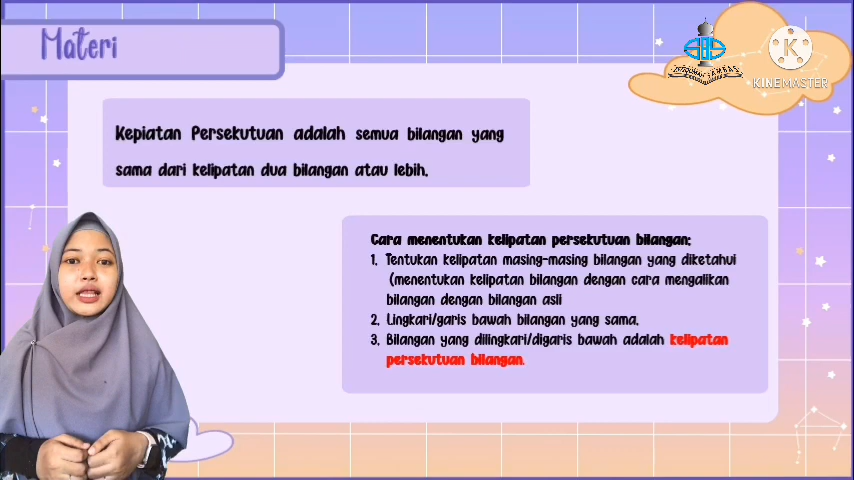 Materi
KINEMASTER
Kepiatan Persekutuan adalah semua bilangan yang
sama dari kelipatan dua bilangan atau lebih.
Cara menentukan kelipatan persekutuan bilangan:
1. Tentukan kelipatan masing-masing bilangan yang diketahui
(menentukan kelipatan bilangan dengan cara mengalikan
bilangan dengan bilangan asli
2. Lingkari/garis bawah bilangan yang sama.
3. Bilangan yang dilingkari/digaris bawah adalah kelipatan
persekutuan bilangan.